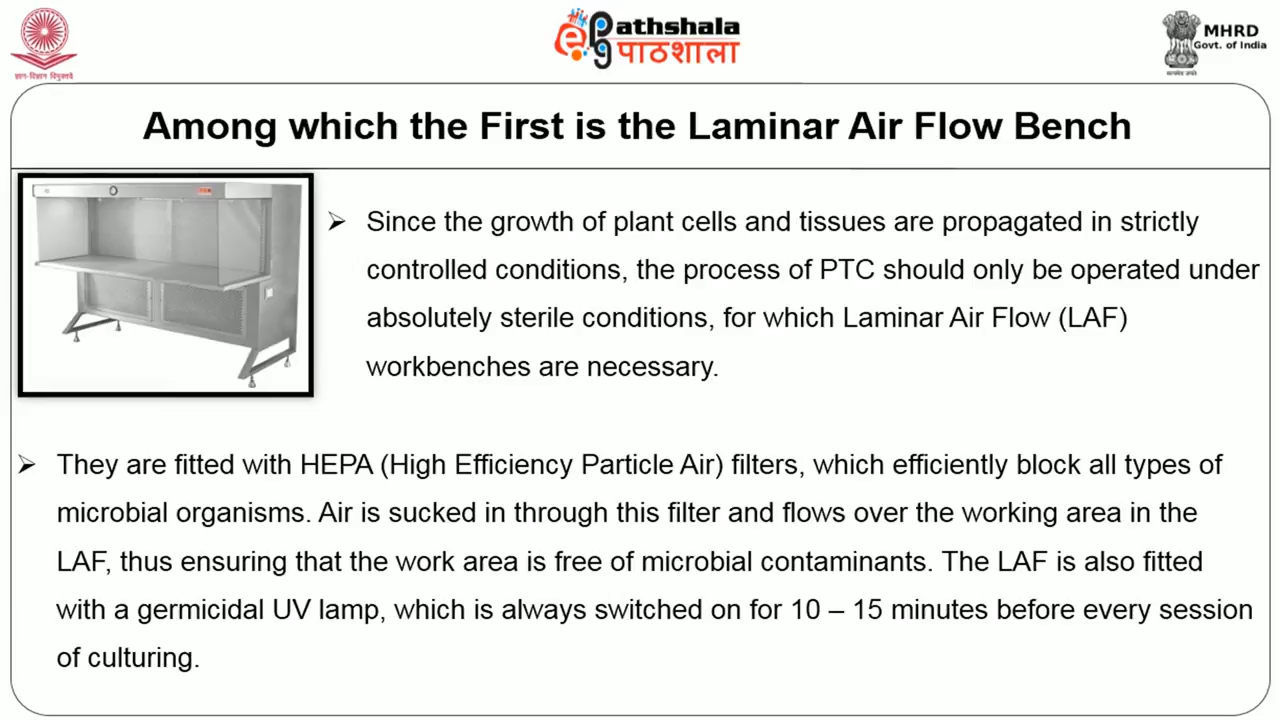 ज्ञान-विज्ञान विमुक्तये
ePG Pathshala
पाठशाला
MHRD
Govt. of India
सत्यमेव जयते
Among which the First is the Laminar Air Flow Bench
Since the growth of plant cells and tissues are propagated in strictly
controlled conditions, the process of PTC should only be operated under
absolutely sterile conditions, for which Laminar Air Flow (LAF)
workbenches are necessary.
They are fitted with HEPA (High Efficiency Particle Air) filters, which efficiently block all types of
microbial organisms. Air is sucked in through this filter and flows over the working area in the
LAF, thus ensuring that the work area is free of microbial contaminants. The LAF is also fitted
with a germicidal UV lamp, which is always switched on for 10 – 15 minutes before every session
of culturing.